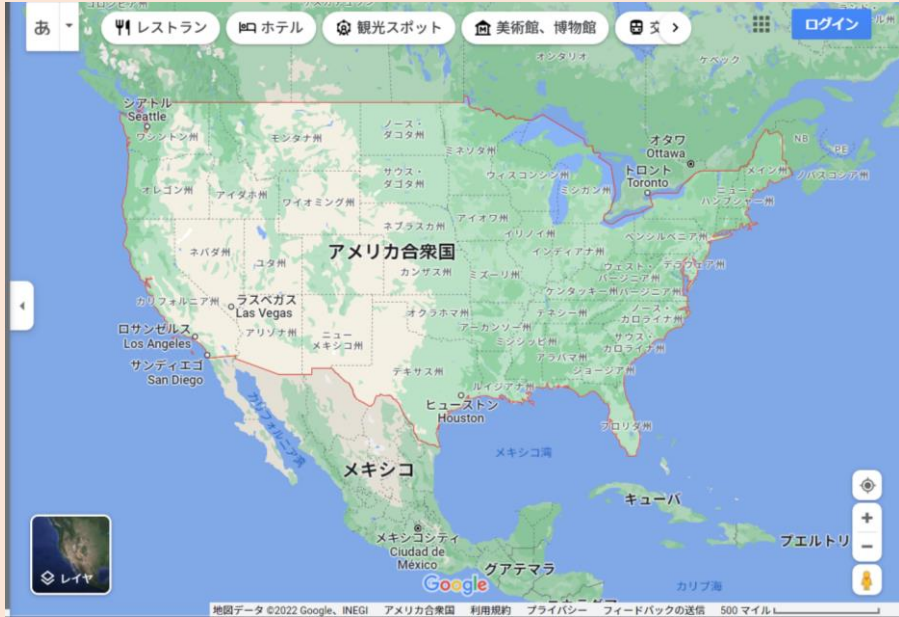 あ
レストラン
ホテル
観光スポット
美術館、博物館
交
ログイン
オンタリオ
ケベック
シアトル
Seattle
ワシントン州
モンタナ州
ノース・
ダコタ州
ミネソタ州
オタワ
Ottawa
NB
PE
トロント
Toronto
メイン州
ノバスコシア州
オレゴン州
アイダホ州
ワイオミング州
サウス・
ダコタ州
ウィスコンシン州
ミシガン州
ニュー・
ハンプシャー州
ネブラスカ州
アイオワ州
イリノイ州
ペンシルベニア州
ネバダ州
ユタ州
アメリカ合衆国
カンザス州
ミズーリ州
インディアナ州
ウェスト・
バージニア州
デラウェア州
ケンタッキー州
バージニア州
カリフォルニア州
ラスベガス
Las Vegas
オクラホマ州
テネシー州
ノース・
カロライナ州
ロサンゼルス
Los Angeles
アリゾナ州
ニュー
メキシコ州
アーカンソー州
ミシシッピ州
サウス・
カロライナ州
アラバマ州
サンディエゴ
San Diego
テキサス州
ジョージア州
ルイジアナ州
ヒューストン
Houston
フロリダ州
カリフォルニア湾
メキシコ湾
メキシコ
キューバ
メキシコシティ
Ciudad de
México
プエルトリ
グアテマラ
カリブ海
レイヤ
Google
地図データ ©2022 Google、INEGI アメリカ合衆国 利用規約 プライバシー フィードバックの送信 500 マイル